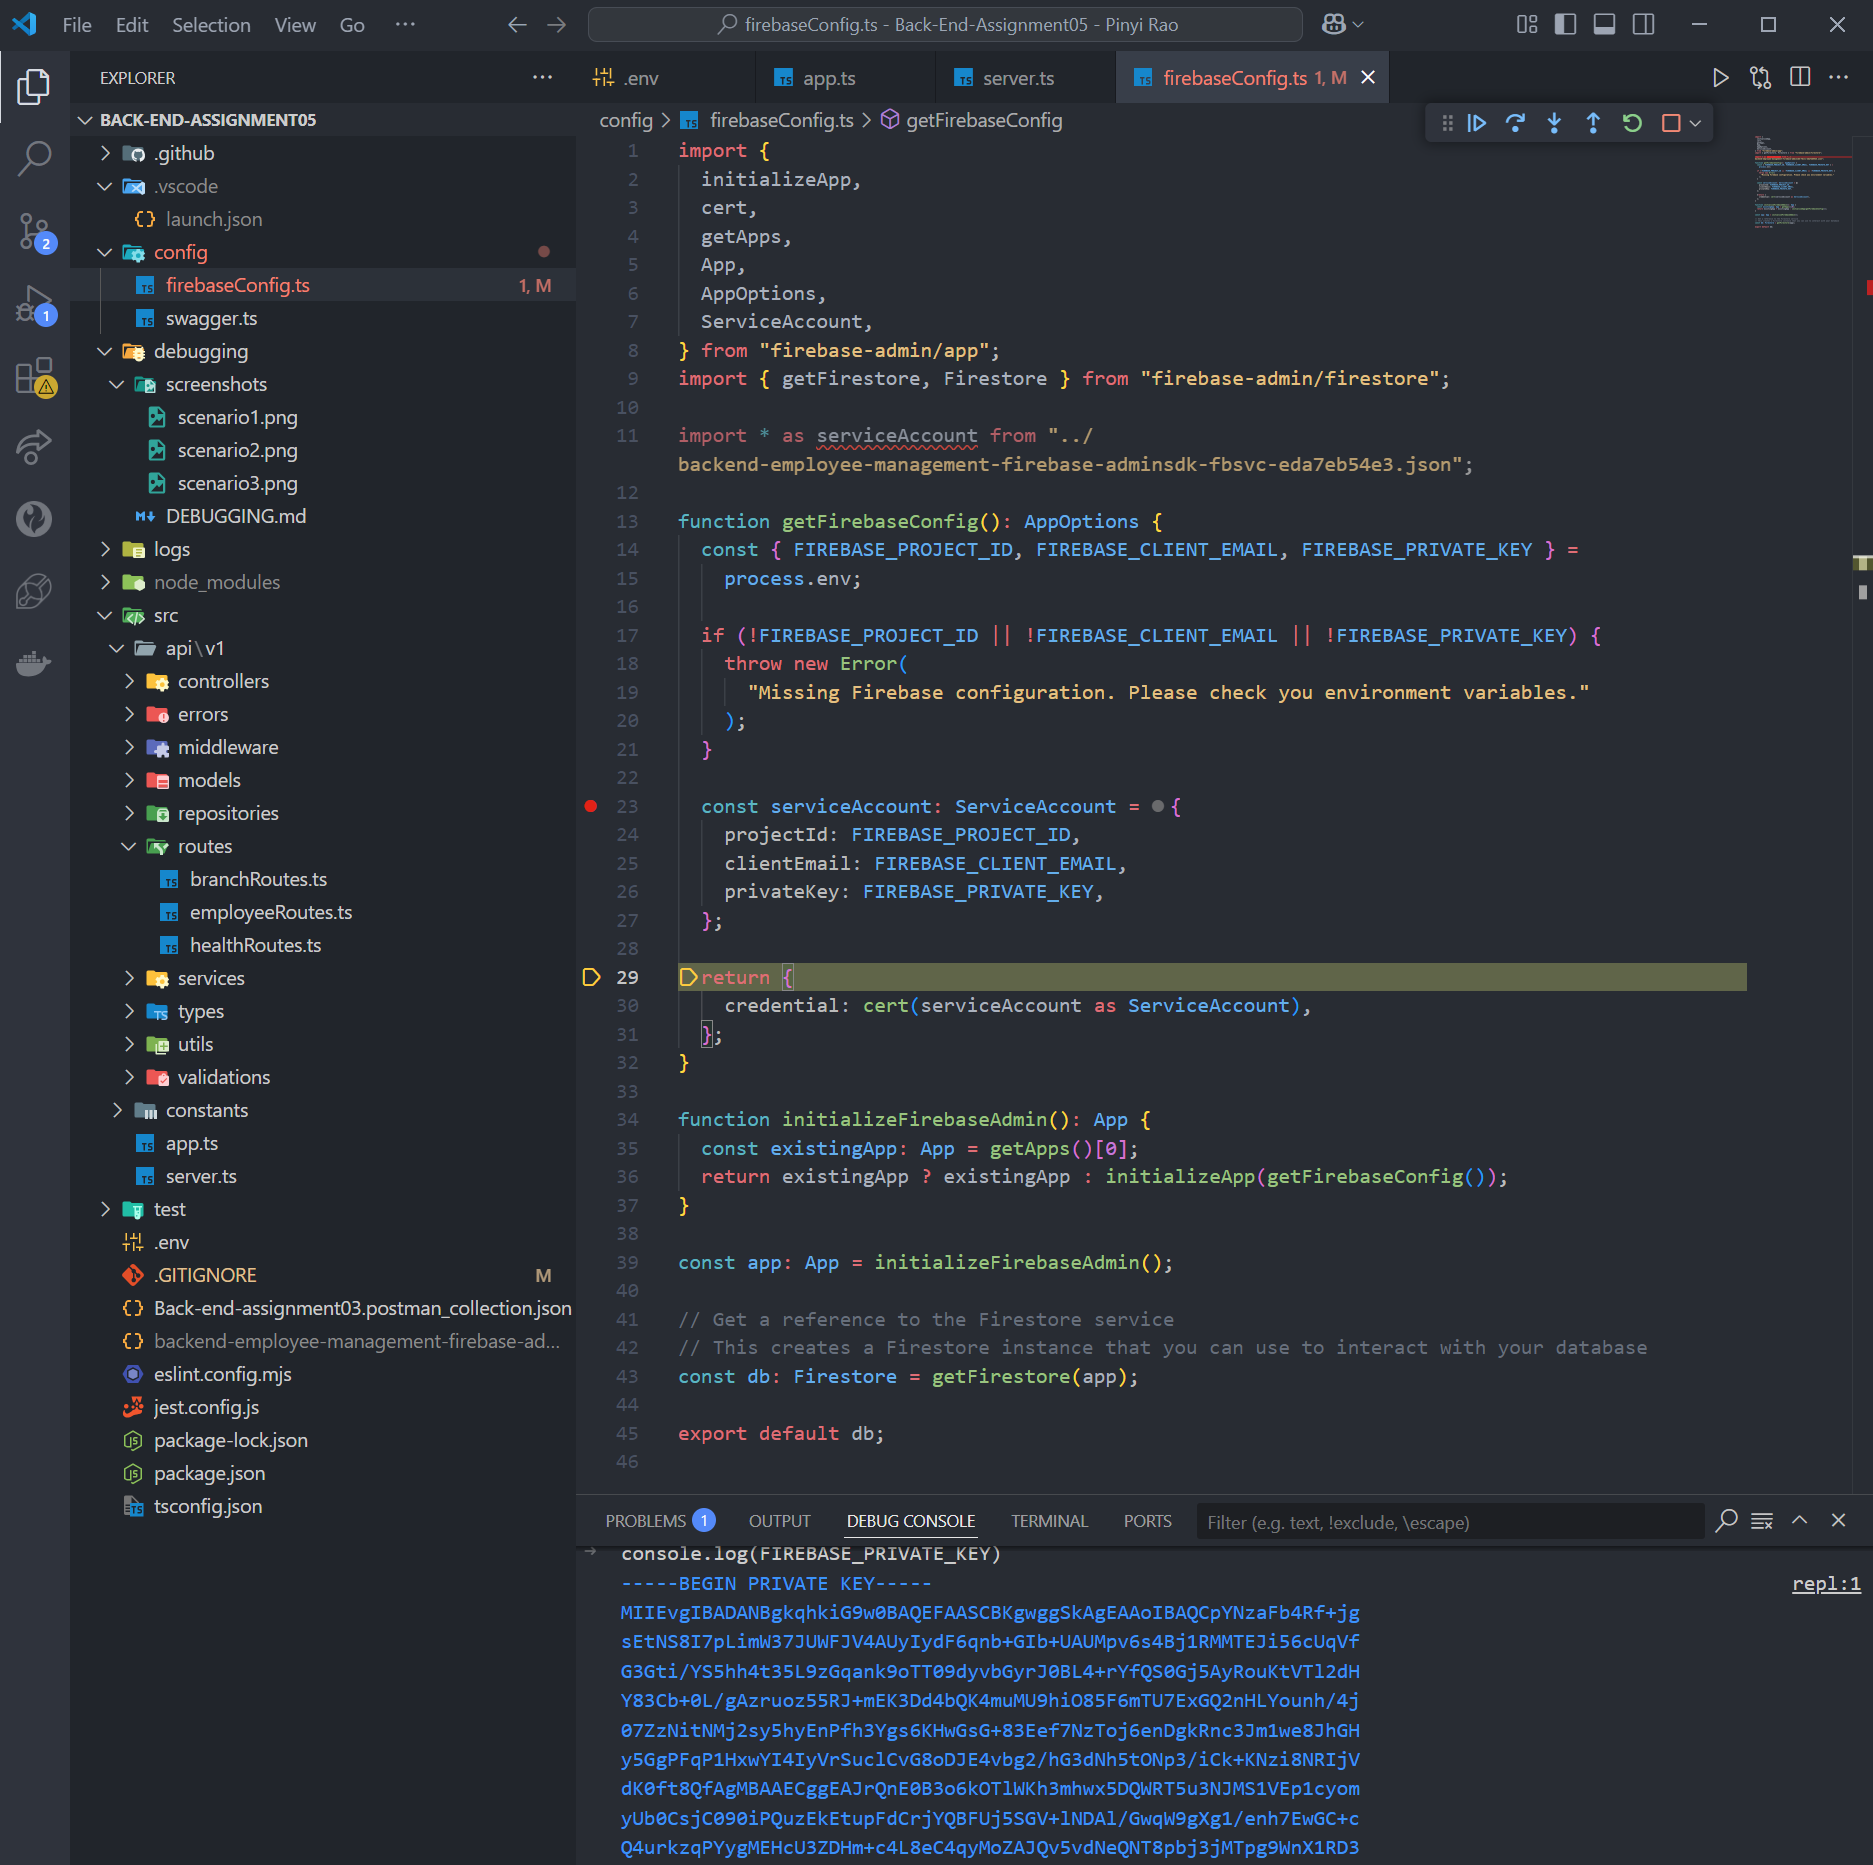 File Edit Selection View Go ··· firebaseConfig.ts - Back-End-Assignment05 - Pinyi Rao
EXPLORER
BACK-END-ASSIGNMENT05
.github
.vscode
launch.json
config
firebaseConfig.ts 1, M
swagger.ts
debugging
screenshots
scenario1.png
scenario2.png
scenario3.png
DEBUGGING.md
logs
node_modules
src
api\v1
controllers
errors
middleware
models
repositories
routes
branchRoutes.ts
employeeRoutes.ts
healthRoutes.ts
services
types
utils
validations
constants
app.ts
server.ts
test
.env
.GITIGNORE M
Back-end-assignment03.postman_collection.json
backend-employee-management-firebase-ad...
eslint.config.mjs
jest.config.js
package-lock.json
package.json
tsconfig.json
2
1
.env app.ts server.ts firebaseConfig.ts 1, M
config > firebaseConfig.ts > getFirebaseConfig
1 import {
2 initializeApp,
3 cert,
4 getApps,
5 App,
6 AppOptions,
7 ServiceAccount,
8 } from "firebase-admin/app";
9 import { getFirestore, Firestore } from "firebase-admin/firestore";
10
11 import * as serviceAccount from "../
backend-employee-management-firebase-adminsdk-fbsvc-eda7eb54e3.json";
12
13 function getFirebaseConfig(): AppOptions {
14 const { FIREBASE_PROJECT_ID, FIREBASE_CLIENT_EMAIL, FIREBASE_PRIVATE_KEY } =
15 process.env;
16
17 if (!FIREBASE_PROJECT_ID || !FIREBASE_CLIENT_EMAIL || !FIREBASE_PRIVATE_KEY) {
18 throw new Error(
19 "Missing Firebase configuration. Please check you environment variables."
20 );
21 }
22
23 const serviceAccount: ServiceAccount = {
24 projectId: FIREBASE_PROJECT_ID,
25 clientEmail: FIREBASE_CLIENT_EMAIL,
26 privateKey: FIREBASE_PRIVATE_KEY,
27 };
28
29 return {
30 credential: cert(serviceAccount as ServiceAccount),
31 };
32 }
33
34 function initializeFirebaseAdmin(): App {
35 const existingApp: App = getApps()[0];
36 return existingApp ? existingApp : initializeApp(getFirebaseConfig());
37 }
38
39 const app: App = initializeFirebaseAdmin();
40
41 // Get a reference to the Firestore service
42 // This creates a Firestore instance that you can use to interact with your database
43 const db: Firestore = getFirestore(app);
44
45 export default db;
46
PROBLEMS 1 OUTPUT DEBUG CONSOLE TERMINAL PORTS Filter (e.g. text, !exclude, \escape)
console.log(FIREBASE_PRIVATE_KEY)
-----BEGIN PRIVATE KEY----- repl:1
MIIEvgIBADANBgkqhkiG9w0BAQEFAASCBKgwggSkAgEAAoIBAQCpYNzaFb4Rf+jg
sEtNS8I7pLimW37JUWFJV4AUyIydF6qnb+GIb+UAUMpv6s4Bj1RMMTEJi56cUqVf
G3Gti/YS5hh4t35L9zGqank9oTT09dyvbGyrJ0BL4+rYfQS0Gj5AyRouKtVTl2dH
Y83Cb+0L/gAzruoz55RJ+mEK3Dd4bQK4muMU9hiO85F6mTU7ExGQ2nHLYounh/4j
07ZzNitNMj2sy5hyEnPfh3Ygs6KHwGsG+83Eef7NzToj6enDgkRnc3Jm1we8JhGH
y5GgPFqP1HxwYI4IyVrSuclCvG8oDJE4vbg2/hG3dNh5tONp3/iCk+KNzi8NRIjV
dK0ft8QfAgMBAAECggEAJrQnE0B3o6kOTlWKh3mhwx5DQWRT5u3NJMS1VEp1cyom
yUb0CsjC090iPQuzEkEtupFdCrjYQBFUj5SGV+lNDAl/GwqW9gXg1/enh7EwGC+c
Q4urkzqPYygMEHcU3ZDHm+c4L8eC4qyMoZAJQv5vdNeQNT8pbj3jMTpg9WnX1RD3